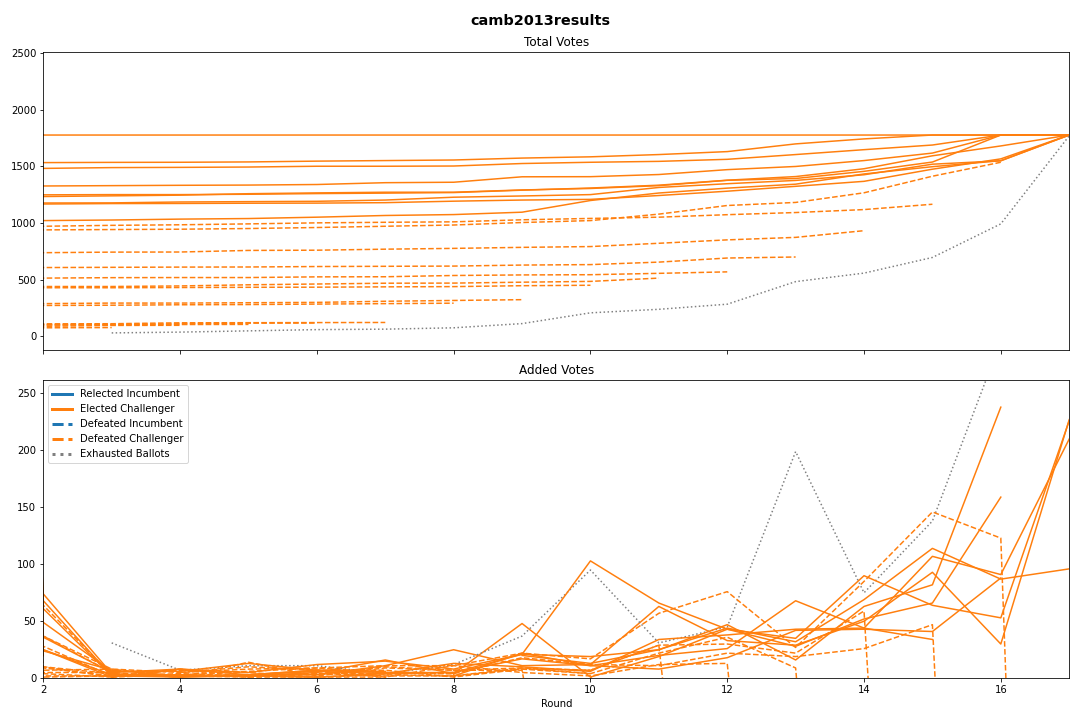 camb2013results
Total Votes
2500
2000
1500
1000
500
0
Added Votes
250
200
150
100
50
0
Relected Incumbent
Elected Challenger
Defeated Incumbent
Defeated Challenger
Exhausted Ballots
2 4 6 8 10 12 14 16
Round